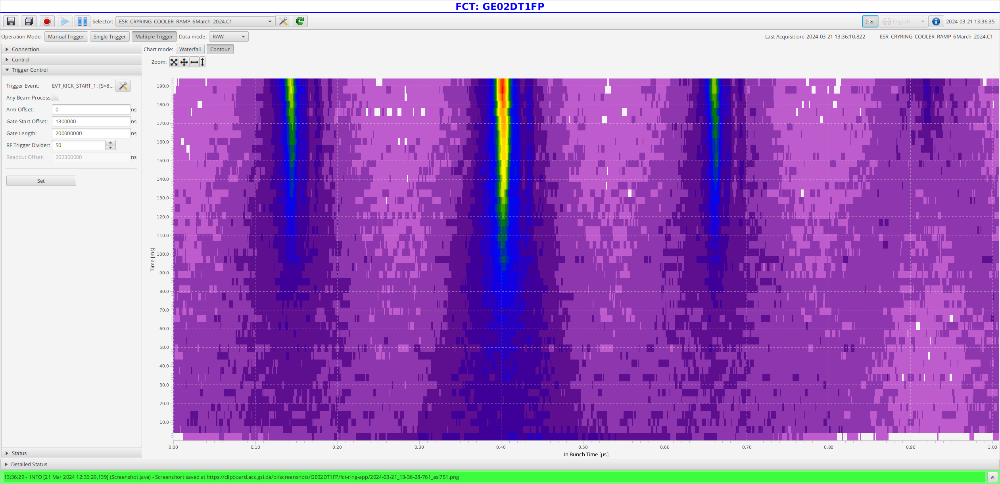 FCT: GE02DT1FP
Selector: ESR_CRYRING_COOLER_RAMP_6March_2024.C1 English 2024-03-21 13:36:35
Operation Mode: Manual Trigger Single Trigger Multiple Trigger Data mode: RAW Last Acquisition: 2024-03-21 13:36:10.822 ESR_CRYRING_COOLER_RAMP_6March_2024.C1
Connection
Control
Trigger Control
Trigger Event: EVT_KICK_START_1: [S=8...
Any Beam Process:
Arm Offset: 0 ns
Gate Start Offset: 1300000 ns
Gate Length: 200000000 ns
RF Trigger Divider: 50
Readout Offset: 202300000 ns
Set
Status
Chart mode: Waterfall Contour
Zoom:
190.0
180.0
170.0
160.0
150.0
140.0
130.0
120.0
110.0
100.0
90.0
80.0
70.0
60.0
50.0
40.0
30.0
20.0
10.0
Time [ms]
0.00 0.10 0.20 0.30 0.40 0.50 0.60 0.70 0.80 0.90 1.00
In Bunch Time [µs]
Detailed Status
13:36:29 - INFO [21 Mar 2024 12:36:29,139] (Screenshot.java) - Screenshort saved at https://clipboard.acc.gsi.de/bi/screenshots/GE02DT1FP/fct-ring-app/2024-03-21_13-36-28-761_asl751.png